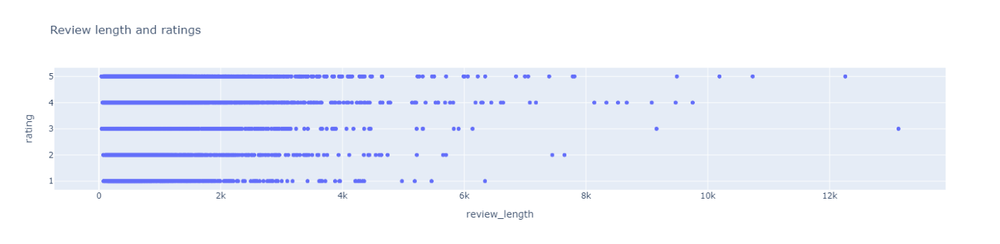 Review length and ratings
5
4
3
2
1
rating
0 2k 4k 6k 8k 10k 12k
review_length